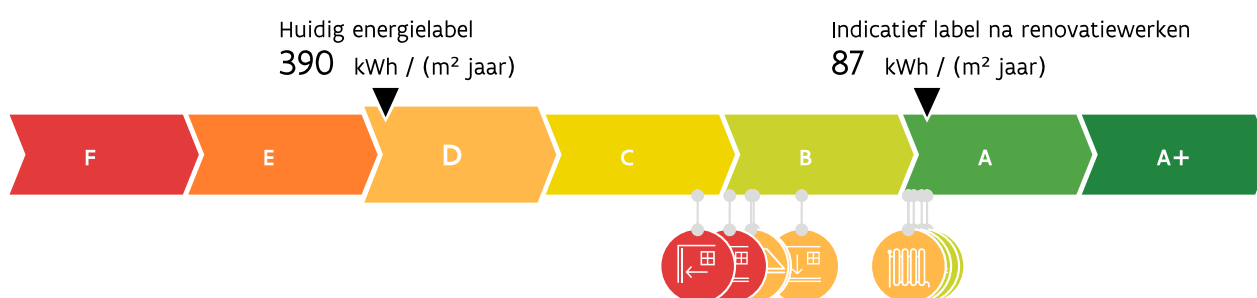 Huidig energielabel
390 kWh / (m² jaar)
Indicatief label na renovatiewerken
87 kWh / (m² jaar)
F E D C B A A+